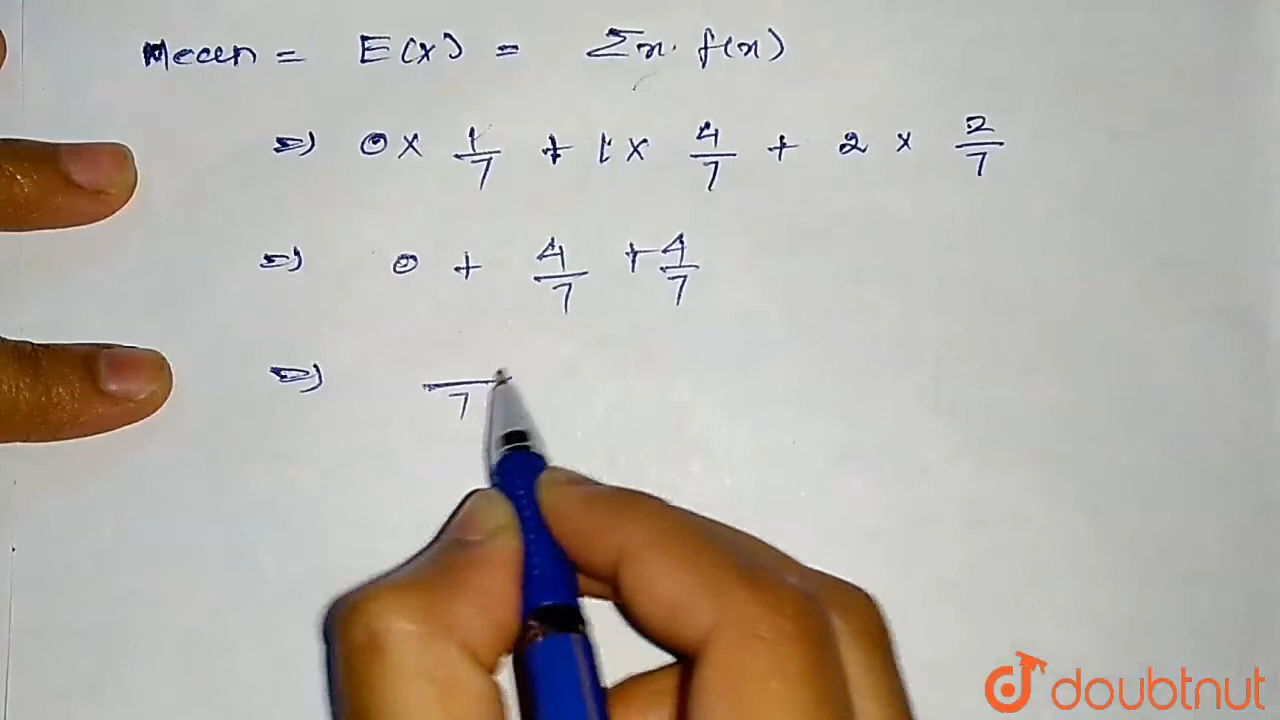 Mean = E(X) = Σx. f(x)
⇒ 0 × 1/7 + 1 × 4/7 + 2 × 2/7
⇒ 0 + 4/7 + 4/7
⇒ /7
doubtnut